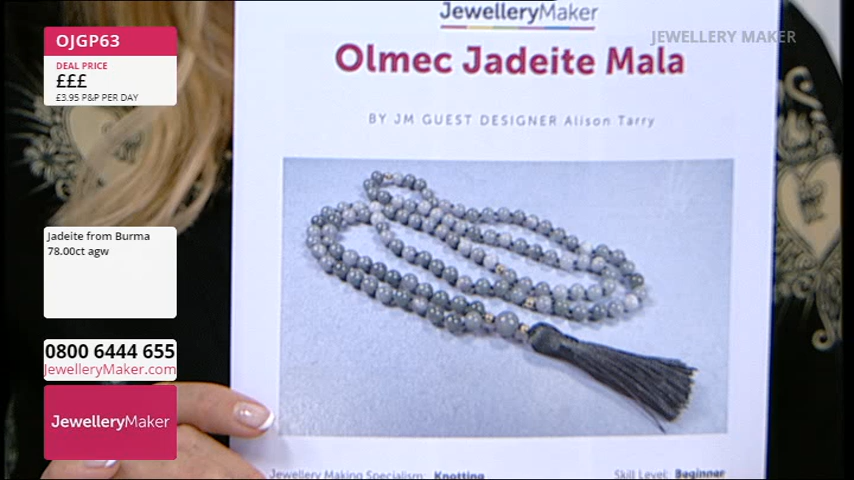 OJGP63
DEAL PRICE
£££
£3.95 P&P PER DAY
Jadeite from Burma
78.00ct agw
0800 6444 655
JewelleryMaker.com
JewelleryMaker
JEWELLERY MAKER
JewelleryMaker
Olmec Jadeite Mala
BY JM GUEST DESIGNER Alison Tarry
Jewellery Making Specialism: Knotting
Skill Level: Beginner